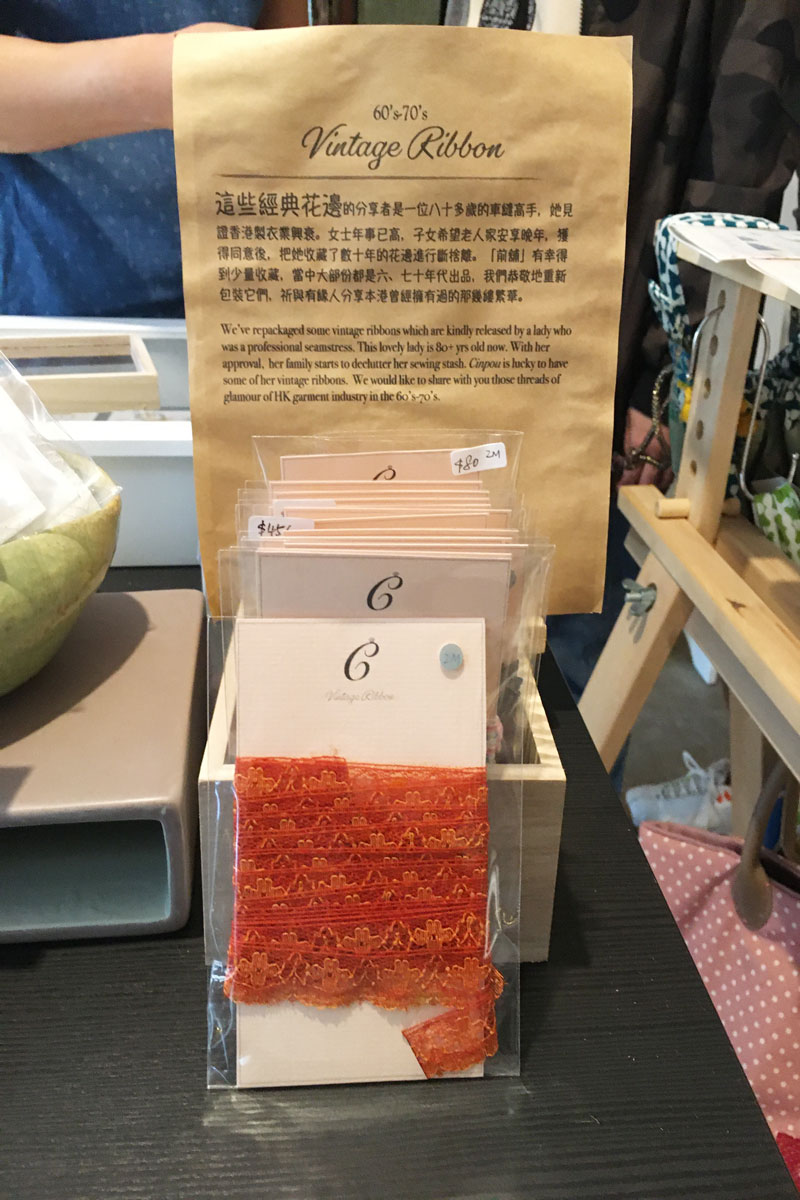 60's-70's
Vintage Ribbon
這些經典花邊的分享者是一位八十多歲的車縫高手，她見
證香港製衣業興衰。女士年事已高，子女希望老人家安享晚年，獲
得同意後，把她收藏了數十年的花邊進行斷捨離。「前舖」有幸得
到少量收藏，當中大部份都是六、七十年代出品，我們恭敬地重新
包裝它們，祈與有緣人分享本港曾經擁有過的那幾縷繁華。
We've repackaged some vintage ribbons which are kindly released by a lady who
was a professional seamstress. This lovely lady is 80+ yrs old now. With her
approval, her family starts to declutter her sewing stash. Cinpou is lucky to have
some of her vintage ribbons. We would like to share with you those threads of
glamour of HK garment industry in the 60's-70's.
$80 2M
C
$45
C
C
2M
Vintage Ribbon